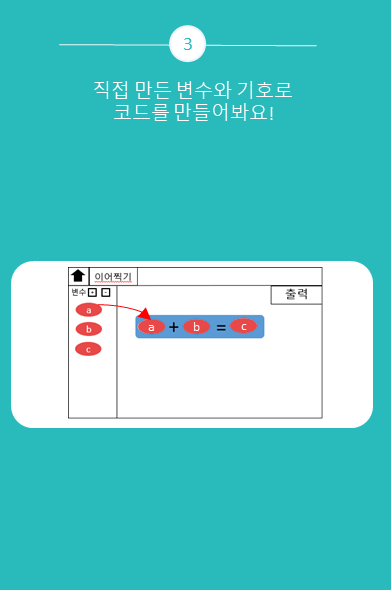 3
직접 만든 변수와 기호로
코드를 만들어봐요!
이어찍기
변수 + -
출력
a
b
c
a + b = c